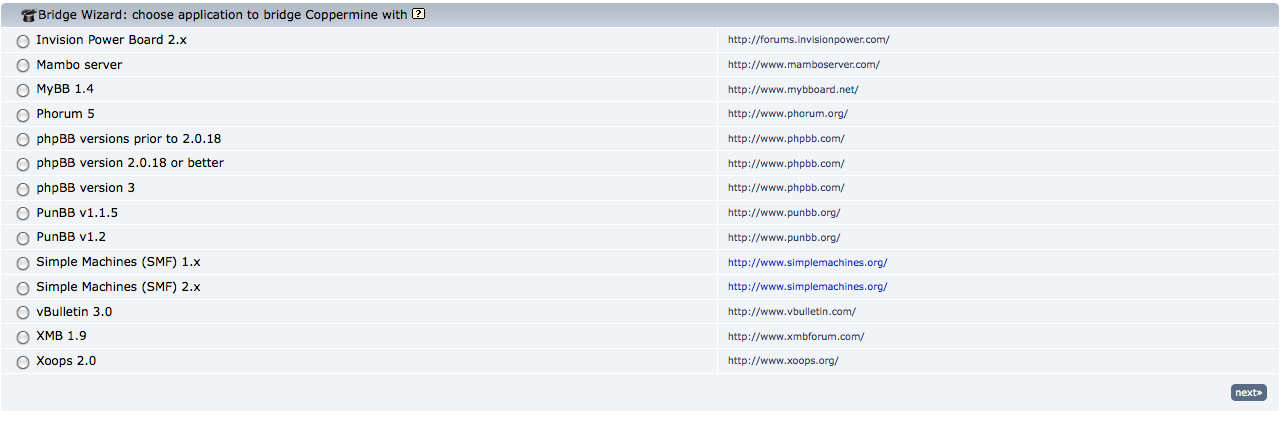 Bridge Wizard: choose application to bridge Coppermine with ?
Invision Power Board 2.x http://forums.invisionpower.com/
Mambo server http://www.mamboserver.com/
MyBB 1.4 http://www.mybboard.net/
Phorum 5 http://www.phorum.org/
phpBB versions prior to 2.0.18 http://www.phpbb.com/
phpBB version 2.0.18 or better http://www.phpbb.com/
phpBB version 3 http://www.phpbb.com/
PunBB v1.1.5 http://www.punbb.org/
PunBB v1.2 http://www.punbb.org/
Simple Machines (SMF) 1.x http://www.simplemachines.org/
Simple Machines (SMF) 2.x http://www.simplemachines.org/
vBulletin 3.0 http://www.vbulletin.com/
XMB 1.9 http://www.xmbforum.com/
Xoops 2.0 http://www.xoops.org/
next»